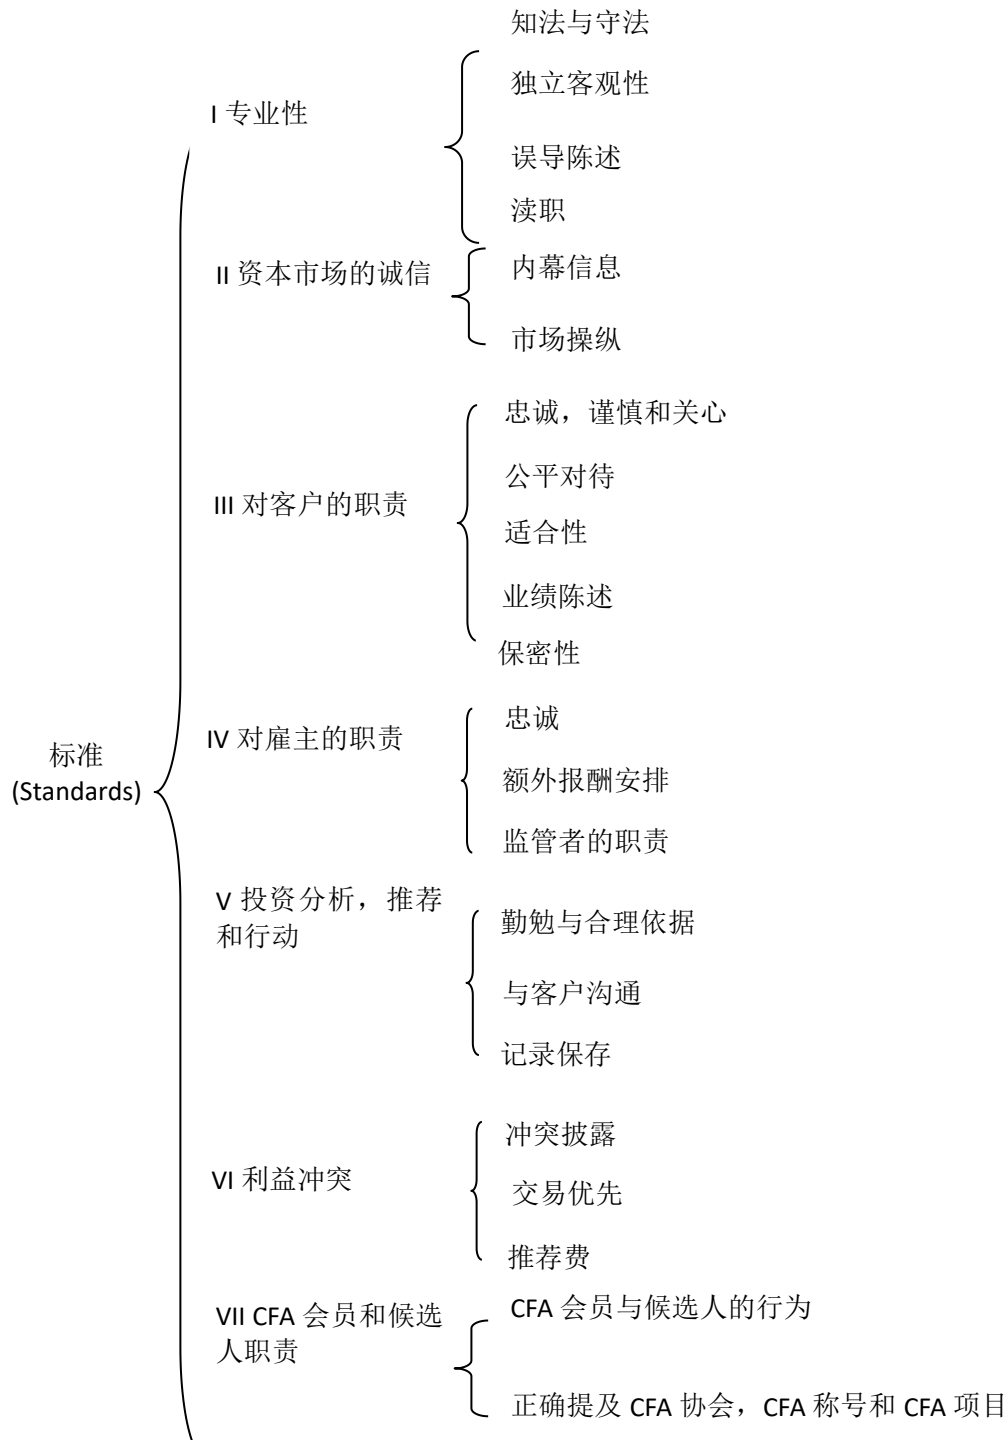 标准
(Standards)
I 专业性
知法与守法
独立客观性
误导陈述
渎职
II 资本市场的诚信
内幕信息
市场操纵
III 对客户的职责
忠诚，谨慎和关心
公平对待
适合性
业绩陈述
保密性
IV 对雇主的职责
忠诚
额外报酬安排
监管者的职责
V 投资分析，推荐
和行动
勤勉与合理依据
与客户沟通
记录保存
VI 利益冲突
冲突披露
交易优先
推荐费
VII CFA 会员和候选
人职责
CFA 会员与候选人的行为
正确提及 CFA 协会，CFA 称号和 CFA 项目